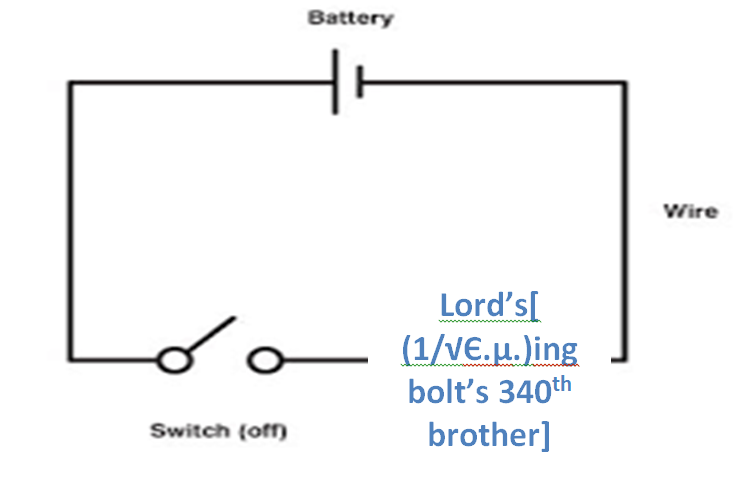 Battery
Wire
Lord's[
(1/√Є.μ.)ing
bolt's 340th
brother]
Switch (off)